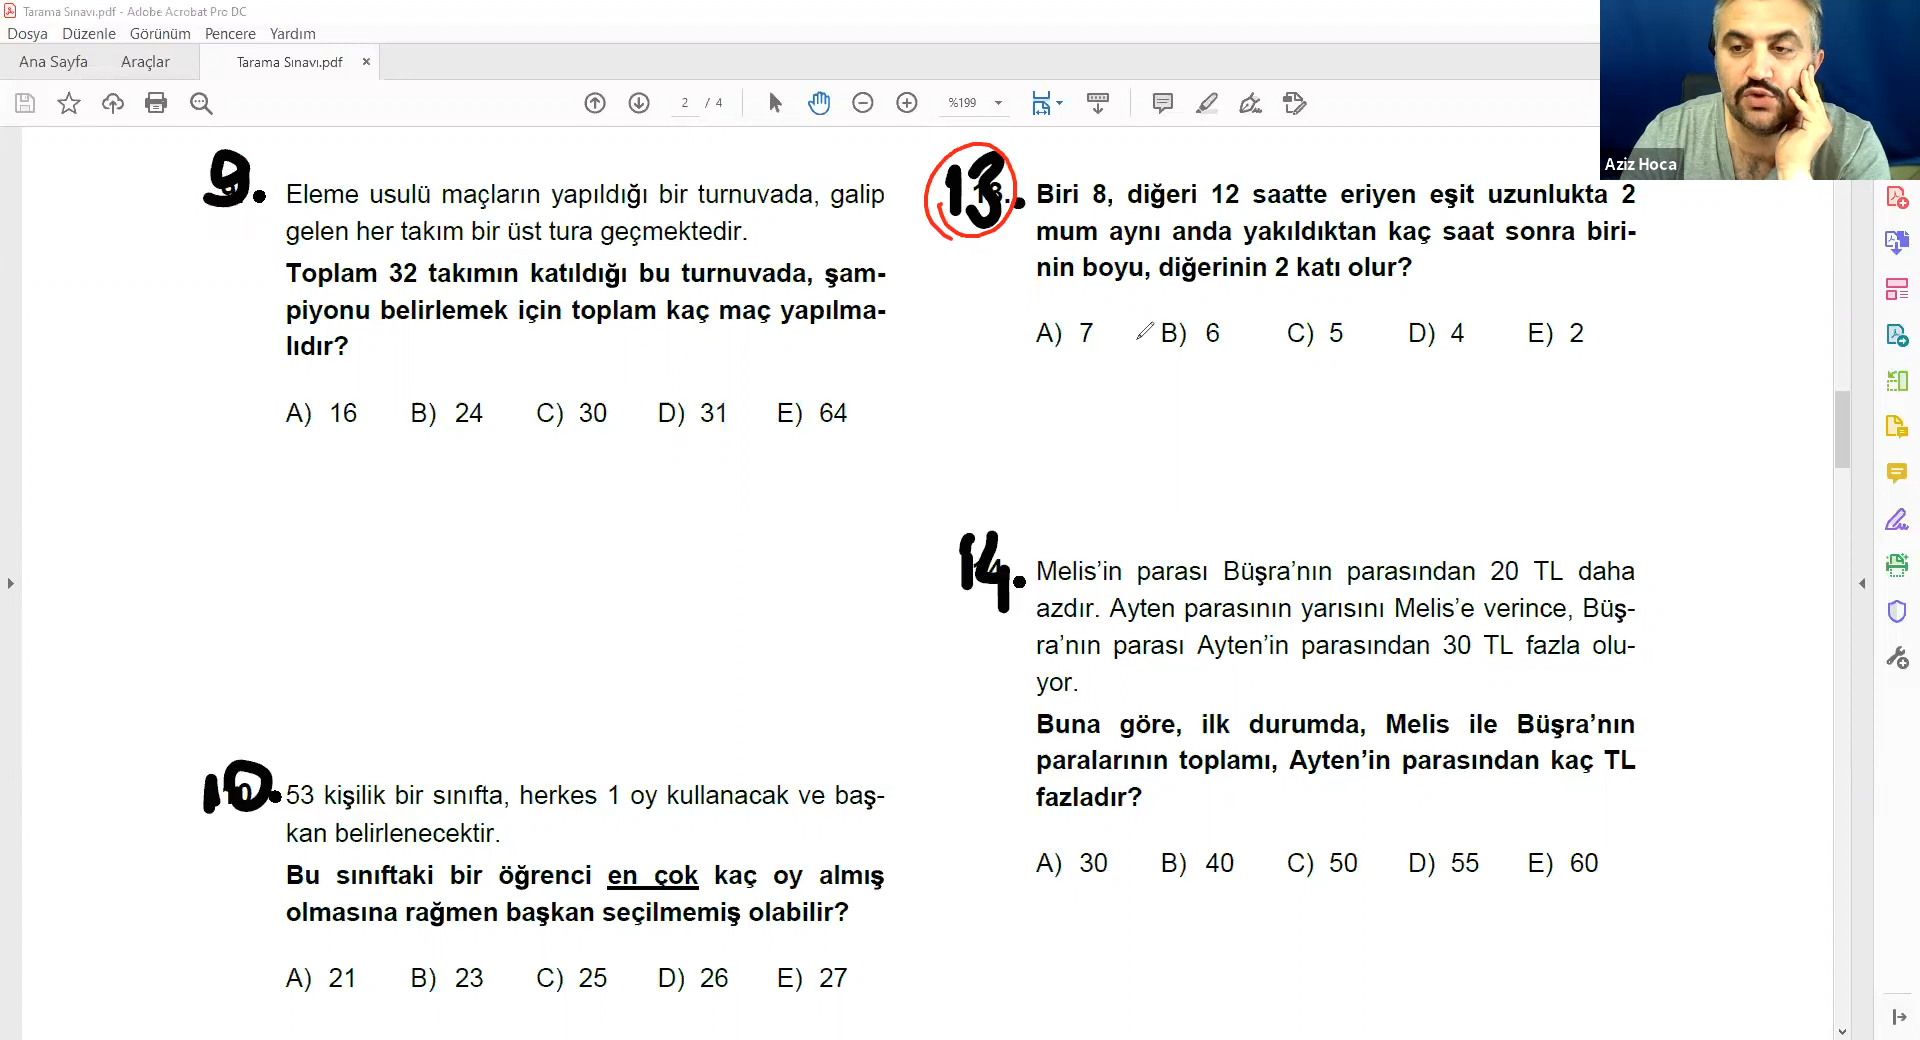 Tarama Sınavı.pdf - Adobe Acrobat Pro DC
Dosya Düzenle Görünüm Pencere Yardım
Ana Sayfa Araçlar Tarama Sınavı.pdf ×
2 / 4 %199
Aziz Hoca
9.
Eleme usulü maçların yapıldığı bir turnuvada, galip
gelen her takım bir üst tura geçmektedir.
Toplam 32 takımın katıldığı bu turnuvada, şam-
piyonu belirlemek için toplam kaç maç yapılma-
lıdır?
A) 16 B) 24 C) 30 D) 31 E) 64
10.
53 kişilik bir sınıfta, herkes 1 oy kullanacak ve baş-
kan belirlenecektir.
Bu sınıftaki bir öğrenci en çok kaç oy almış
olmasına rağmen başkan seçilmemiş olabilir?
A) 21 B) 23 C) 25 D) 26 E) 27
13.
Biri 8, diğeri 12 saatte eriyen eşit uzunlukta 2
mum aynı anda yakıldıktan kaç saat sonra biri-
nin boyu, diğerinin 2 katı olur?
A) 7 B) 6 C) 5 D) 4 E) 2
14.
Melis’in parası Büşra’nın parasından 20 TL daha
azdır. Ayten parasının yarısını Melis’e verince, Büş-
ra’nın parası Ayten’in parasından 30 TL fazla olu-
yor.
Buna göre, ilk durumda, Melis ile Büşra’nın
paralarının toplamı, Ayten’in parasından kaç TL
fazladır?
A) 30 B) 40 C) 50 D) 55 E) 60